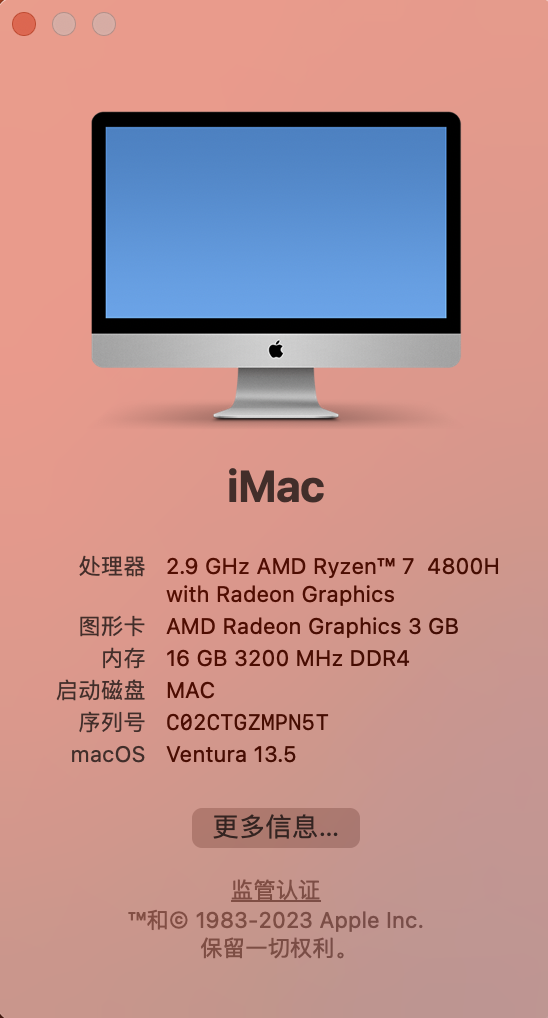 iMac
处理器 2.9 GHz AMD Ryzen™ 7 4800H
with Radeon Graphics
图形卡 AMD Radeon Graphics 3 GB
内存 16 GB 3200 MHz DDR4
启动磁盘 MAC
序列号 C02CTGZMPN5T
macOS Ventura 13.5
更多信息...
监管认证
™和© 1983-2023 Apple Inc.
保留一切权利。